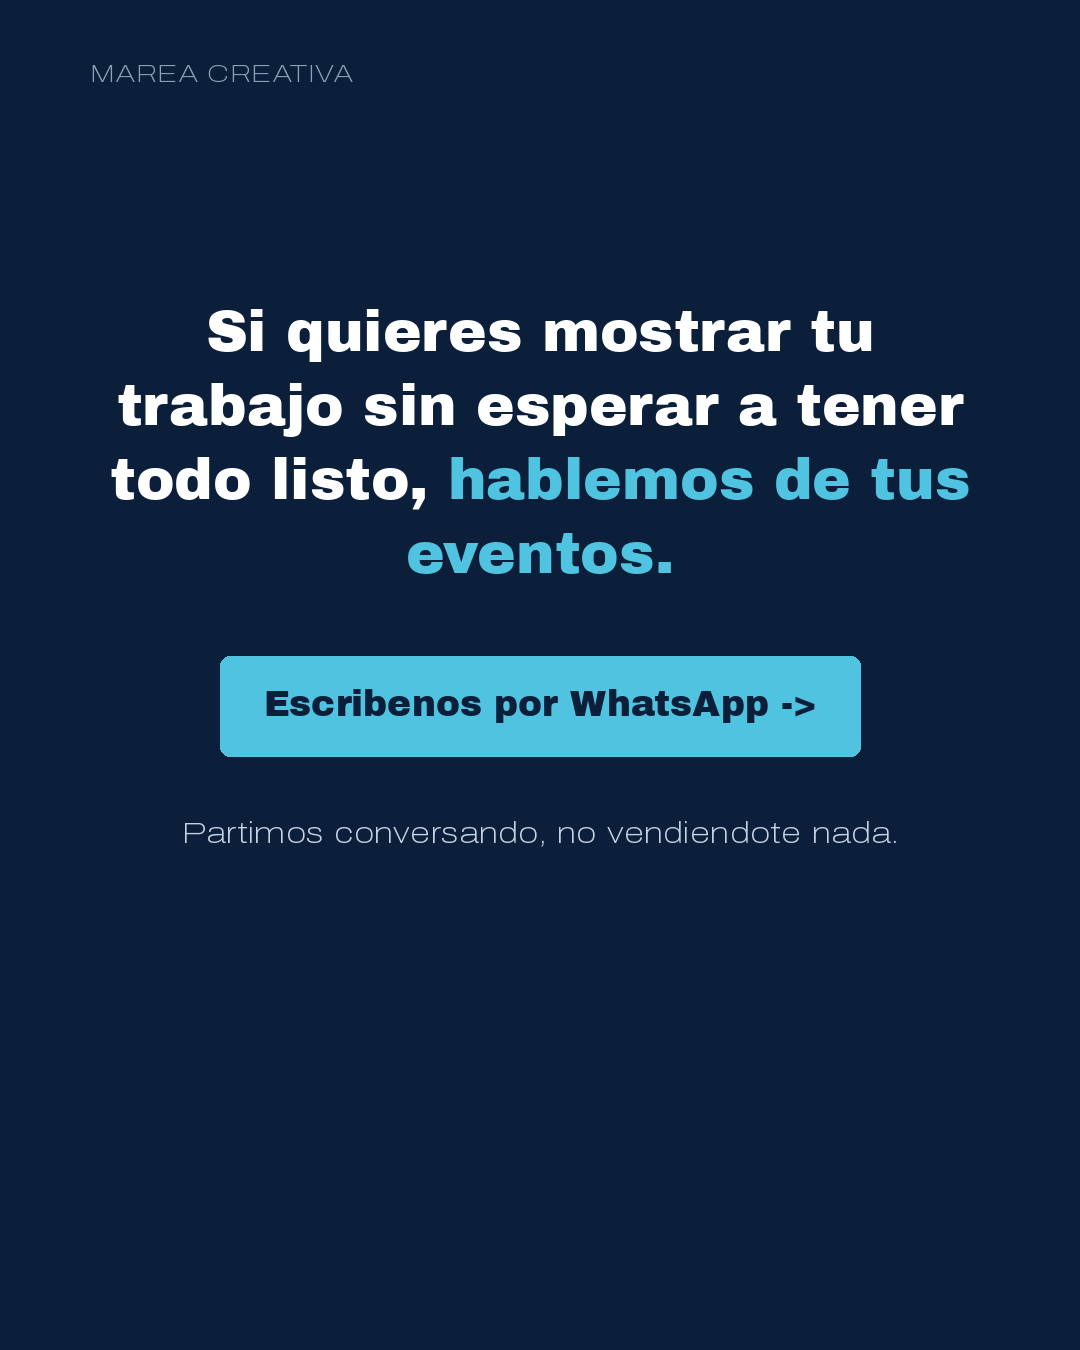 MAREA CREATIVA
Si quieres mostrar tu
trabajo sin esperar a tener
todo listo, hablemos de tus
eventos.
Escribenos por WhatsApp ->
Partimos conversando, no vendiendote nada.